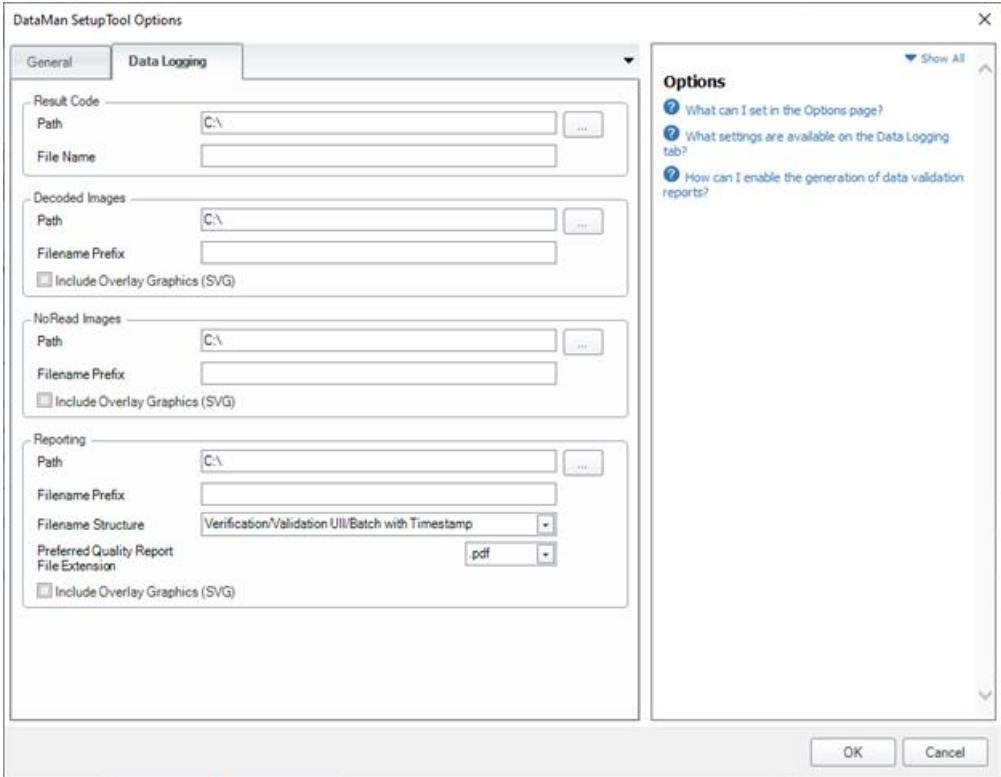 DataMan SetupTool Options
General
Data Logging
Show All
Options
What can I set in the Options page?
What settings are available on the Data Logging
tab?
How can I enable the generation of data validation
reports?
Result Code
Path
C:\
...
File Name
Decoded Images
Path
C:\
...
Filename Prefix
Include Overlay Graphics (SVG)
NoRead Images
Path
C:\
...
Filename Prefix
Include Overlay Graphics (SVG)
Reporting
Path
C:\
...
Filename Prefix
Filename Structure
Verification/Validation UII/Batch with Timestamp
Preferred Quality Report
File Extension
.pdf
Include Overlay Graphics (SVG)
OK
Cancel